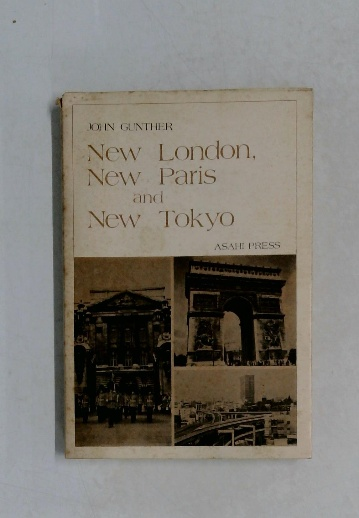 JOHN GUNTHER
New London,
New Paris
and
New Tokyo
ASAHI PRESS